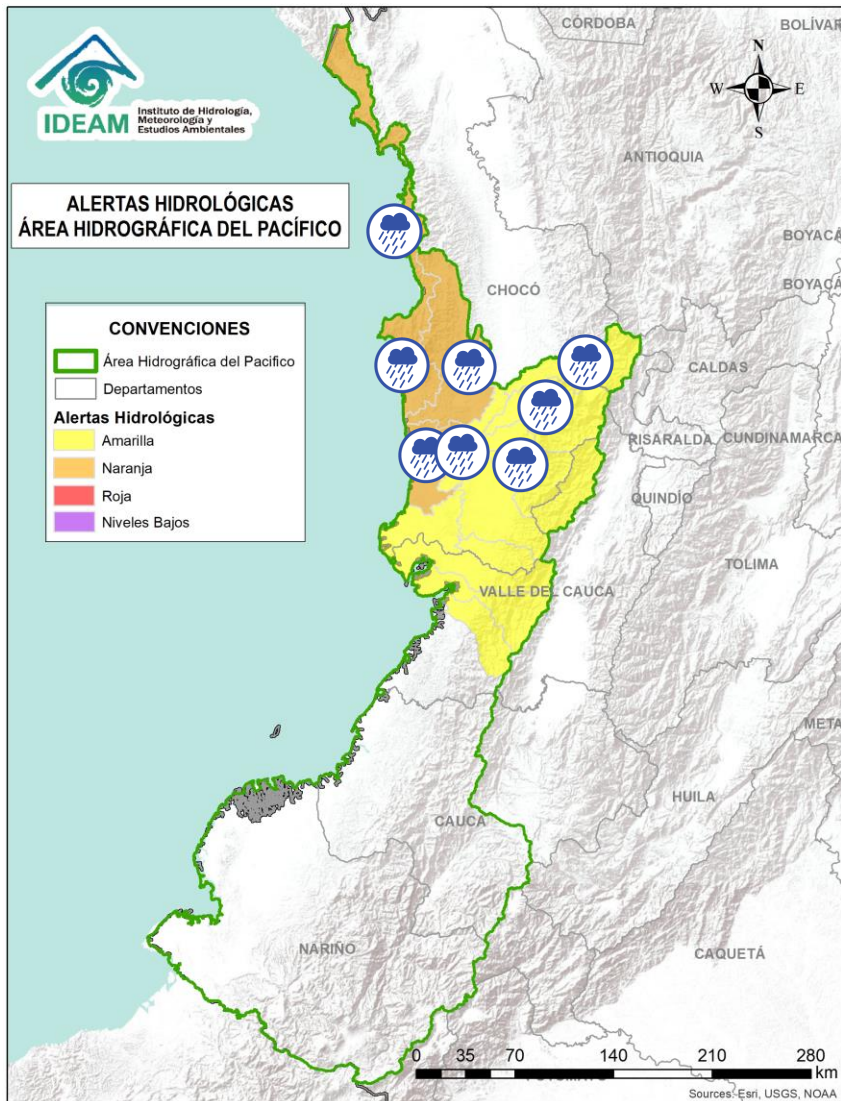 CÓRDOBA
BOLÍVAR
N
W E
S
IDEAM
Instituto de Hidrología,
Meteorología y
Estudios Ambientales
ANTIOQUIA
ALERTAS HIDROLÓGICAS
ÁREA HIDROGRÁFICA DEL PACÍFICO
BOYACÁ
BOYACÁ
CHOCÓ
CONVENCIONES
Área Hidrográfica del Pacifico
Departamentos
Alertas Hidrológicas
Amarilla
Naranja
Roja
Niveles Bajos
CALDAS
RISARALDA
CUNDINAMARCA
QUINDÍO
TOLIMA
VALLE DEL CAUCA
META
HUILA
CAUCA
NARIÑO
CAQUETÁ
0 35 70 140 210 280
km
PUTUMAYO
Sources: Esri, USGS, NOAA